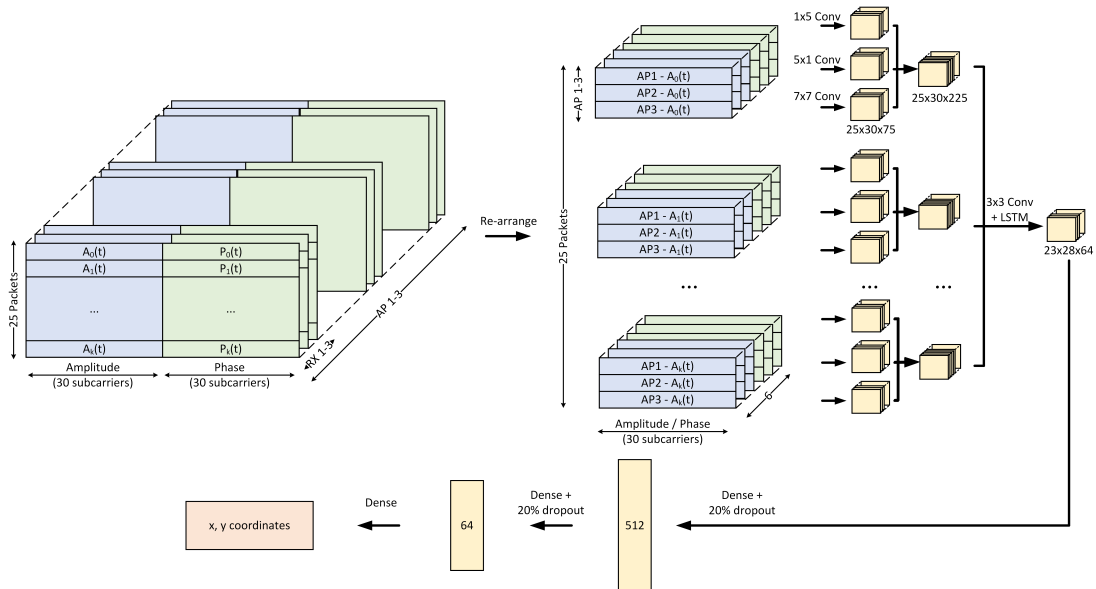 25 Packets
A0(t)
P0(t)
A1(t)
P1(t)
...
...
Ak(t)
Pk(t)
Amplitude
(30 subcarriers)
Phase
(30 subcarriers)
RX 1-3
AP 1-3
Re-arrange
25 Packets
AP 1-3
AP1 - A0(t)
AP2 - A0(t)
AP3 - A0(t)
AP1 - A1(t)
AP2 - A1(t)
AP3 - A1(t)
...
AP1 - Ak(t)
AP2 - Ak(t)
AP3 - Ak(t)
6
Amplitude / Phase
(30 subcarriers)
1x5 Conv
5x1 Conv
7x7 Conv
25x30x75
25x30x225
...
...
3x3 Conv
+ LSTM
23x28x64
Dense +
20% dropout
512
Dense +
20% dropout
64
Dense
x, y coordinates